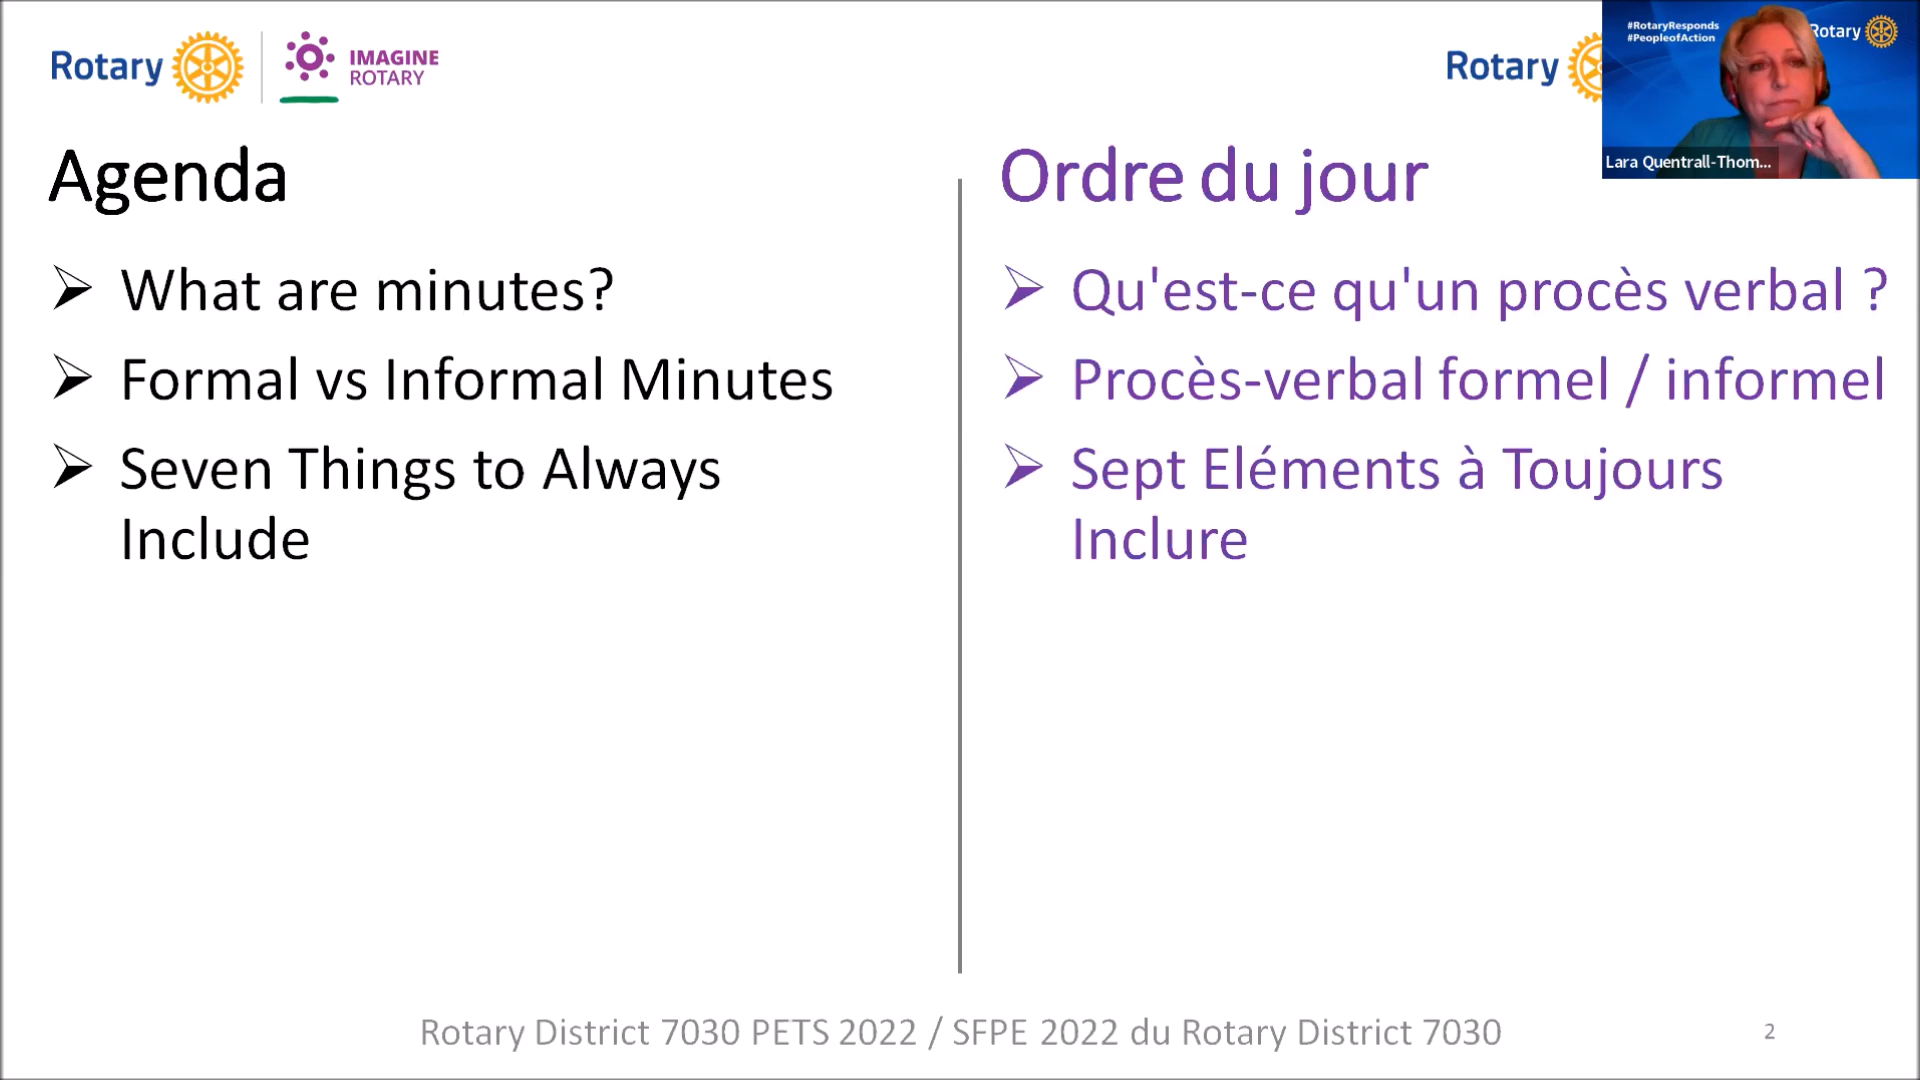 Rotary
IMAGINE
ROTARY
Rotary
#RotaryResponds
#PeopleofAction
Rotary
Lara Quentrall-Thom...
Agenda
What are minutes?
Formal vs Informal Minutes
Seven Things to Always
Include
Ordre du jour
Qu'est-ce qu'un procès verbal ?
Procès-verbal formel / informel
Sept Eléments à Toujours
Inclure
Rotary District 7030 PETS 2022 / SFPE 2022 du Rotary District 7030
2